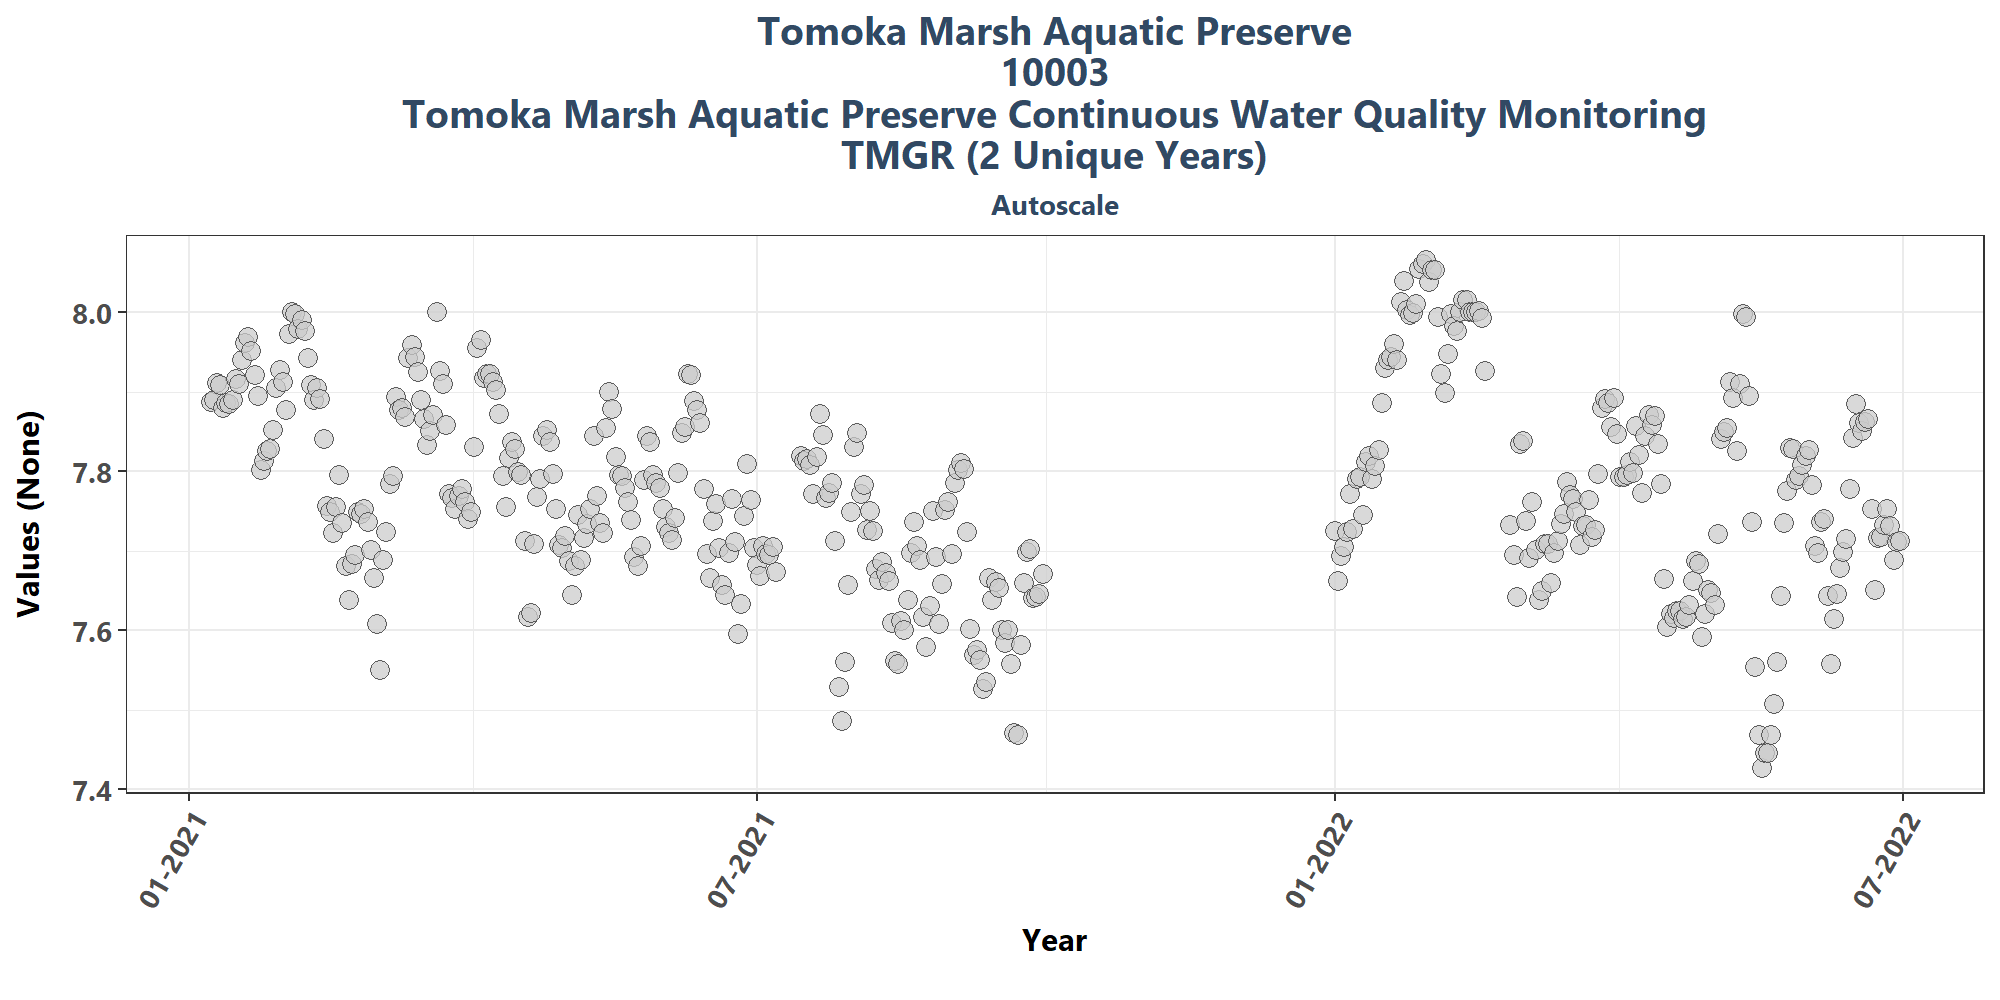 Tomoka Marsh Aquatic Preserve
10003
Tomoka Marsh Aquatic Preserve Continuous Water Quality Monitoring
TMGR (2 Unique Years)
Autoscale
Values (None)
8.0
7.8
7.6
7.4
01-2021
07-2021
01-2022
07-2022
Year